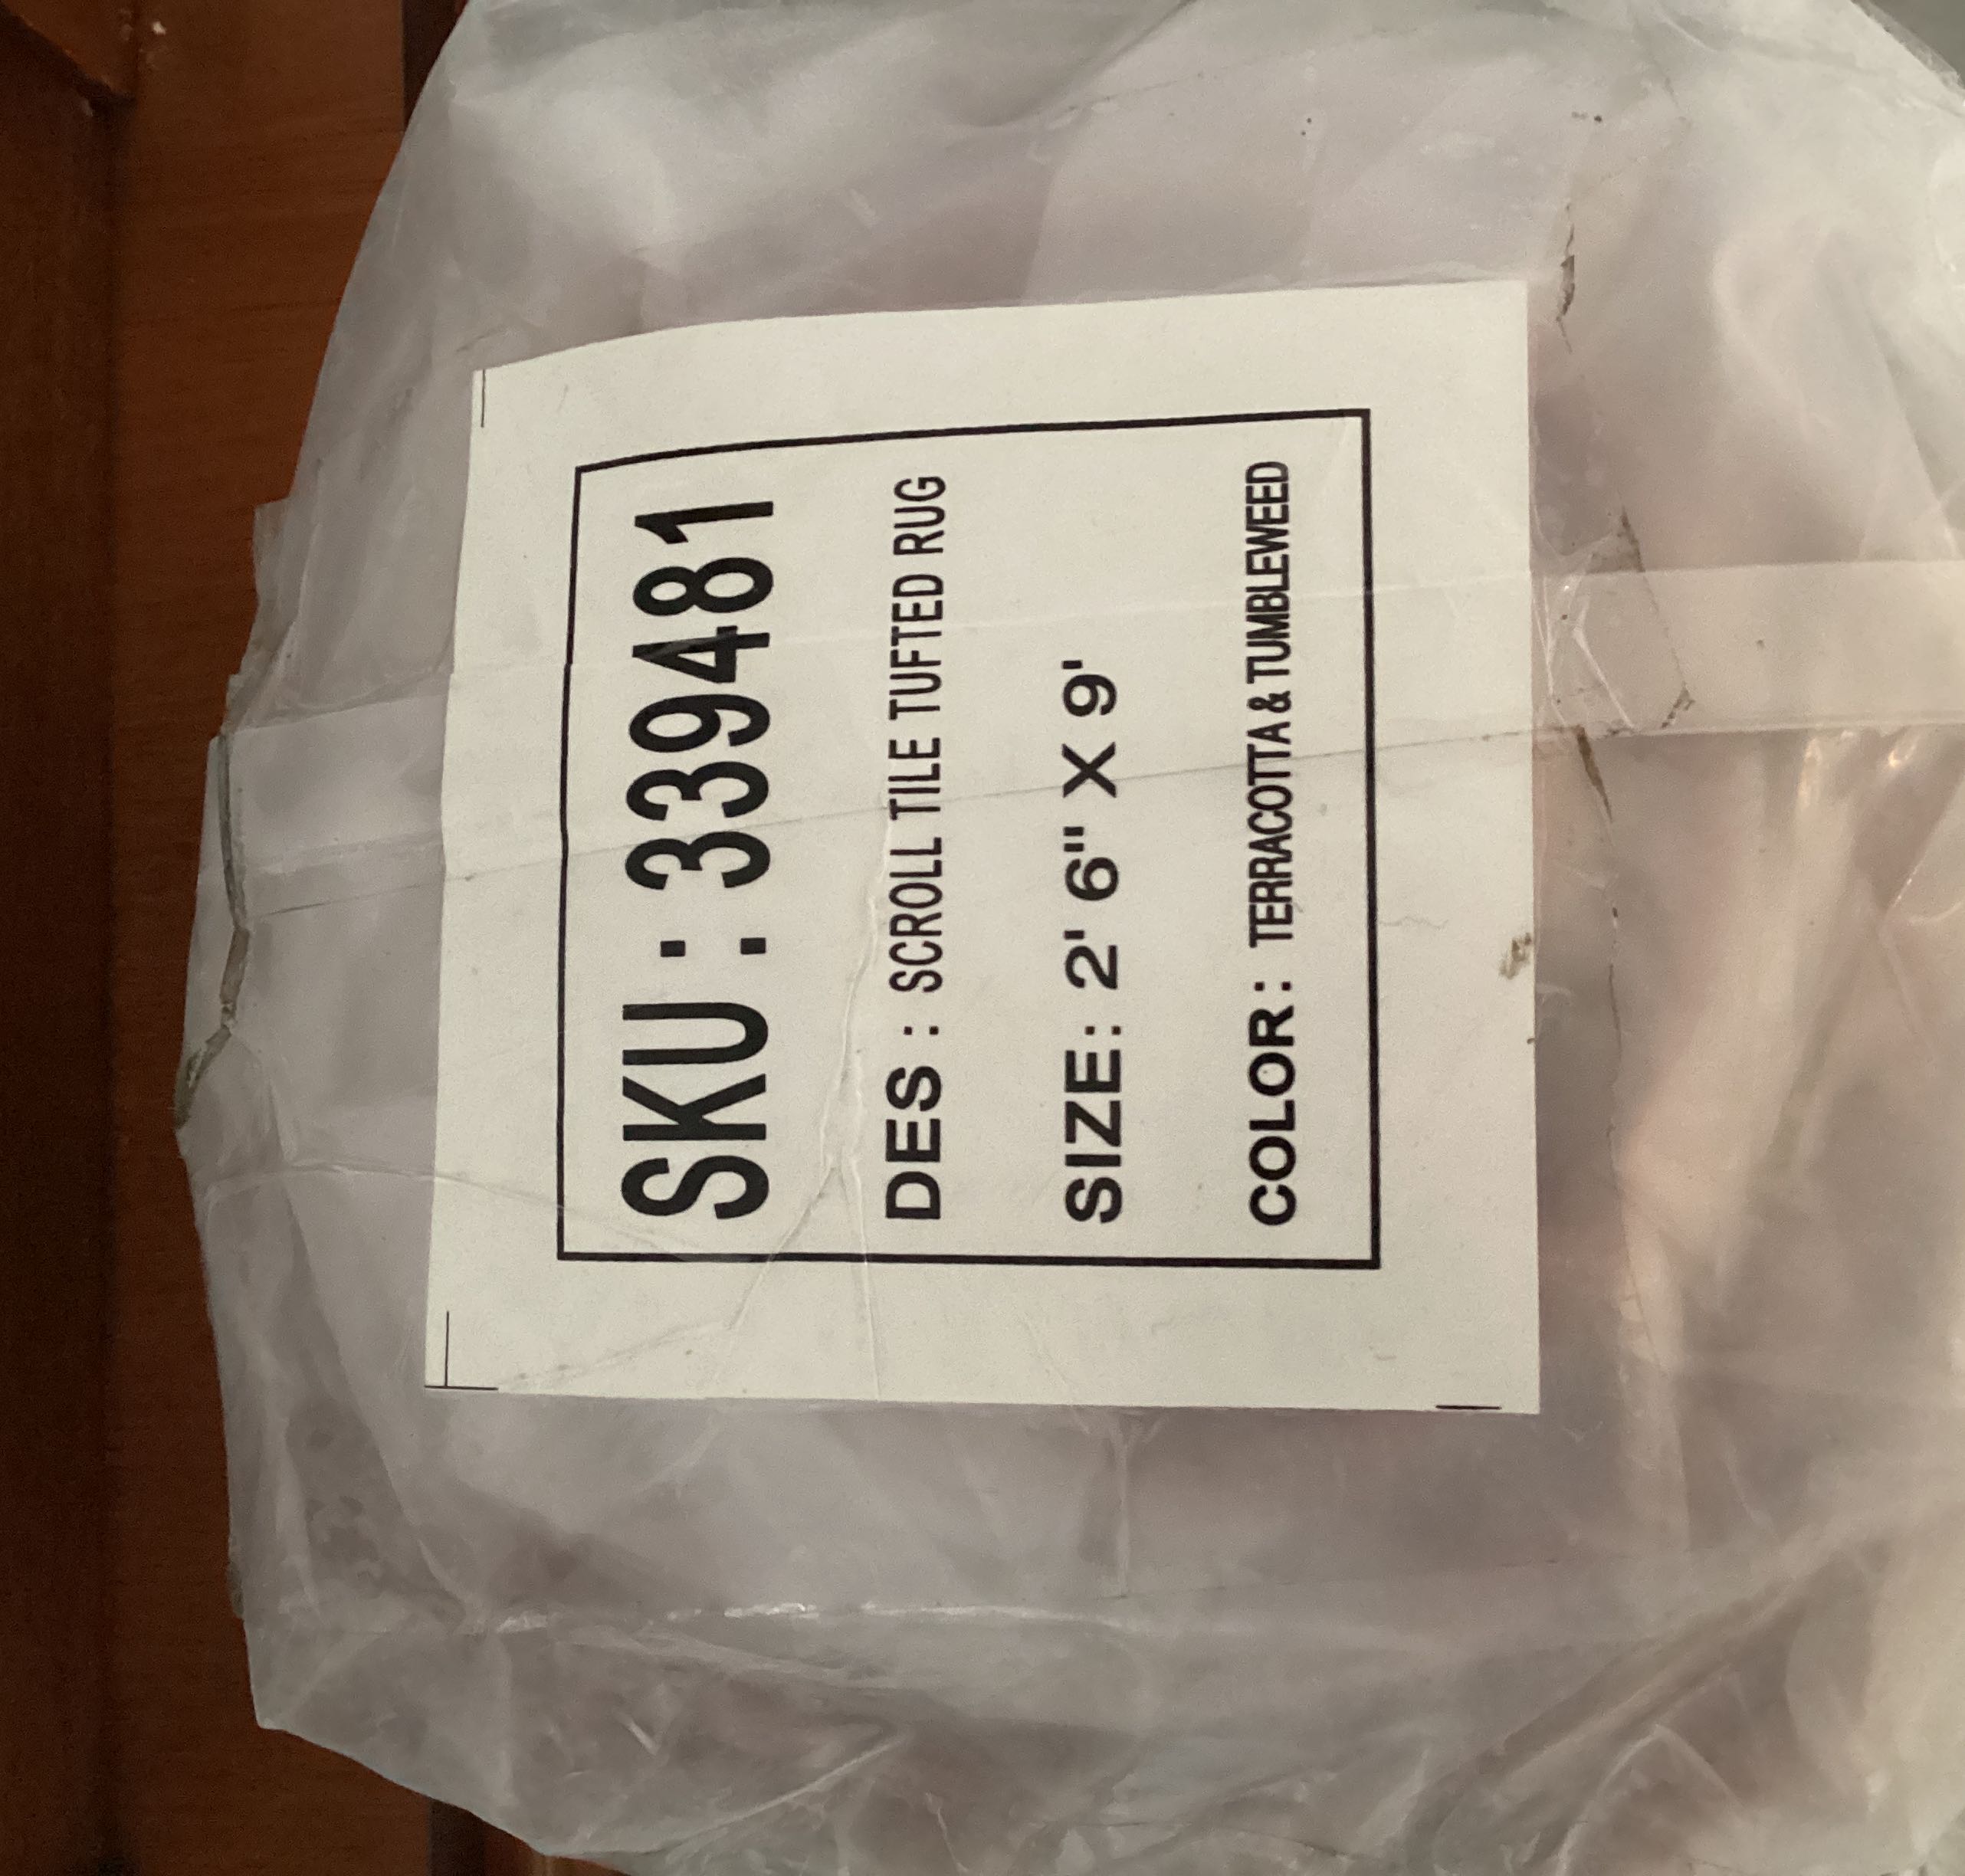 SKU : 339481
DES : SCROLL TILE TUFTED RUG
SIZE : 2' 6" X 9'
COLOR : TERRACOTTA & TUMBLEWEED